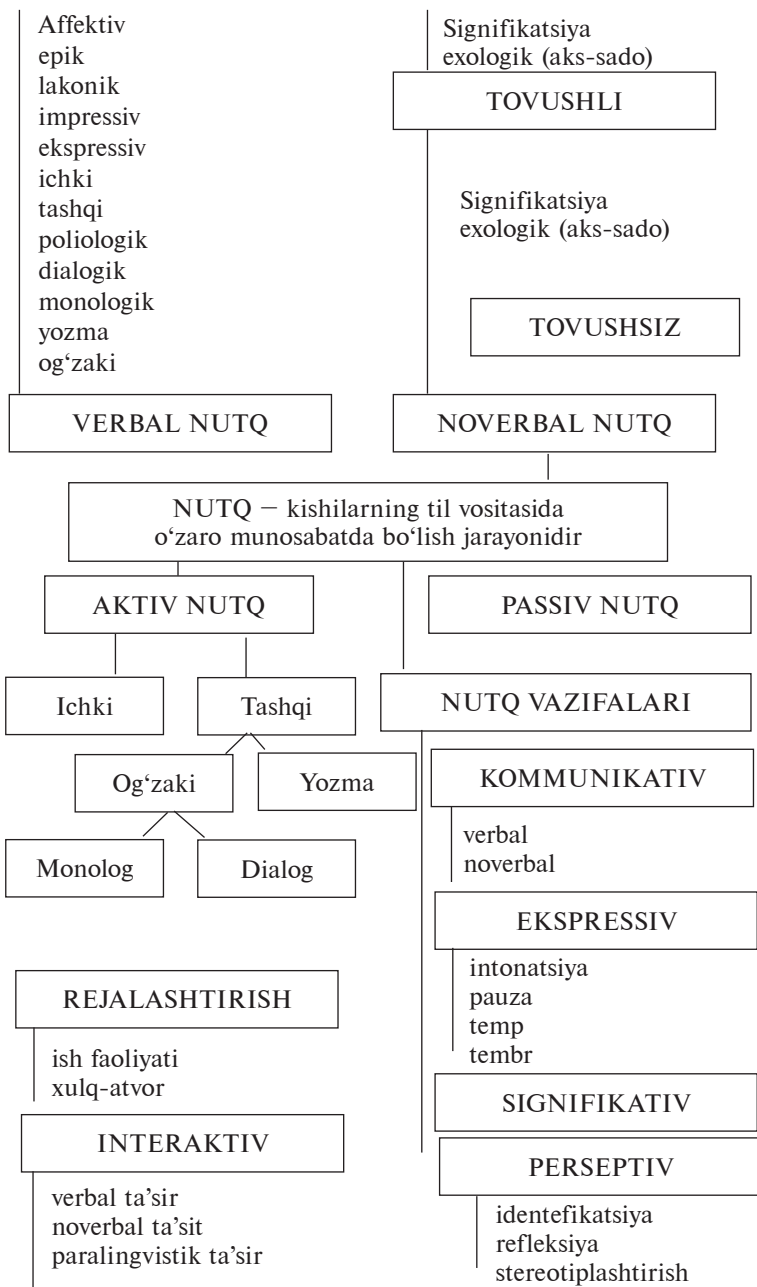 Affektiv
epik
lakonik
impressiv
ekspressiv
ichki
tashqi
poliologik
dialogik
monologik
yozma
og‘zaki
VERBAL NUTQ
Signifikatsiya
exologik (aks-sado)
TOVUSHLI
Signifikatsiya
exologik (aks-sado)
TOVUSHSIZ
NOVERBAL NUTQ
NUTQ — kishilarning til vositasida
o‘zaro munosabatda bo‘lish jarayonidir
AKTIV NUTQ
PASSIV NUTQ
Ichki
Tashqi
Og‘zaki
Yozma
Monolog
Dialog
NUTQ VAZIFALARI
KOMMUNIKATIV
verbal
noverbal
EKSPRESSIV
intonatsiya
pauza
temp
tembr
REJALASHTIRISH
ish faoliyati
xulq-atvor
INTERAKTIV
verbal ta’sir
noverbal ta’sit
paralingvistik ta’sir
SIGNIFIKATIV
PERSEPTIV
identefikatsiya
refleksiya
stereotiplashtirish